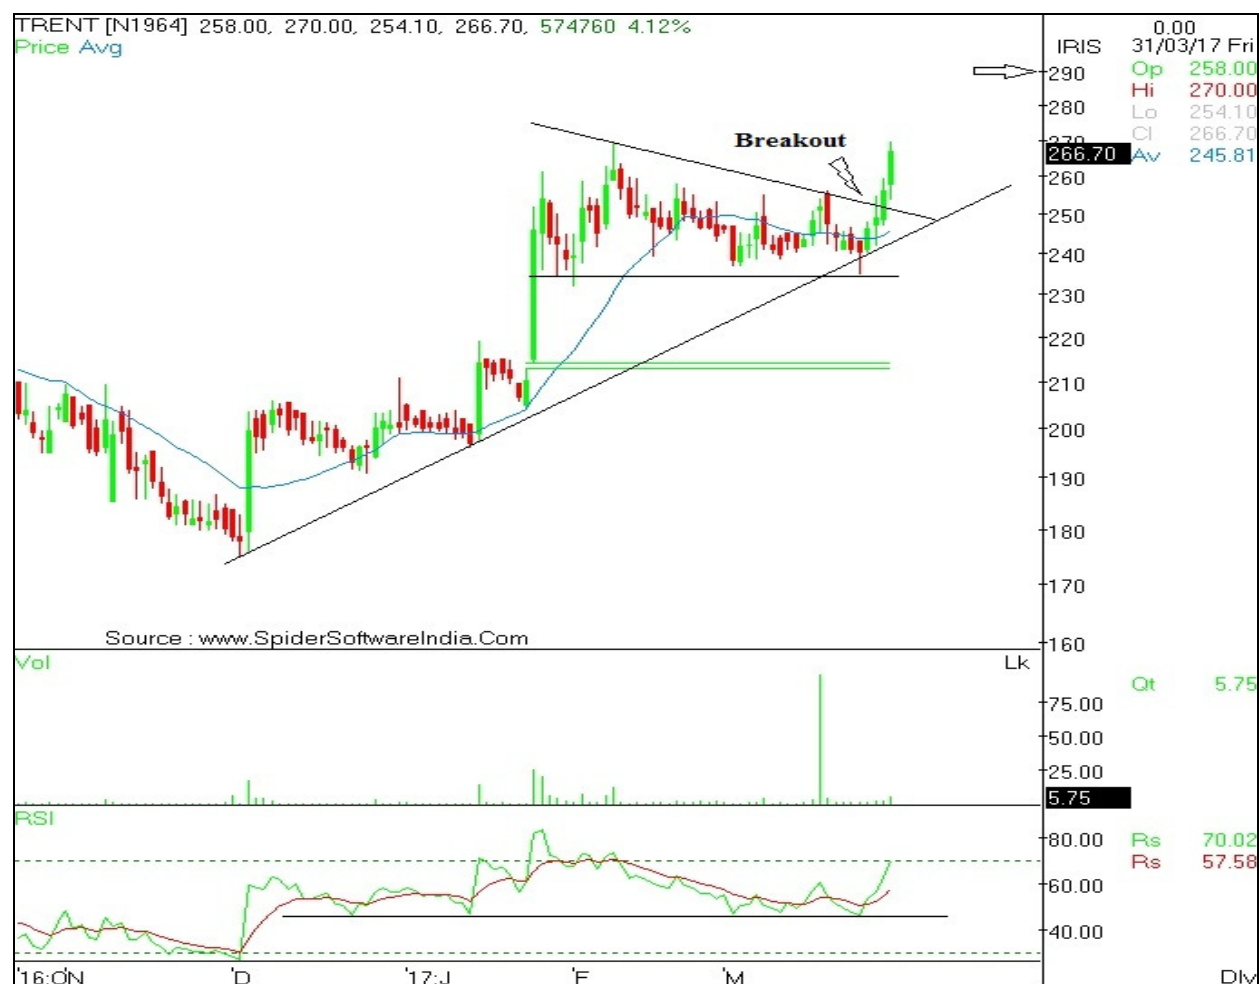 TRENT [N1964] 258.00, 270.00, 254.10, 266.70, 574760 4.12%
Price Avg
0.00
IRIS 31/03/17 Fri
Op 258.00
Hi 270.00
Lo 254.10
Cl 266.70
Av 245.81
290
280
270
266.70
260
250
240
230
220
210
200
190
180
170
160
Breakout
Source : www.SpiderSoftwareIndia.Com
Vol
Lk
Qt 5.75
75.00
50.00
25.00
5.75
RSI
80.00
60.00
40.00
Rs 70.02
Rs 57.58
'16:ON
'D
'17:J
'F
'M
Dly